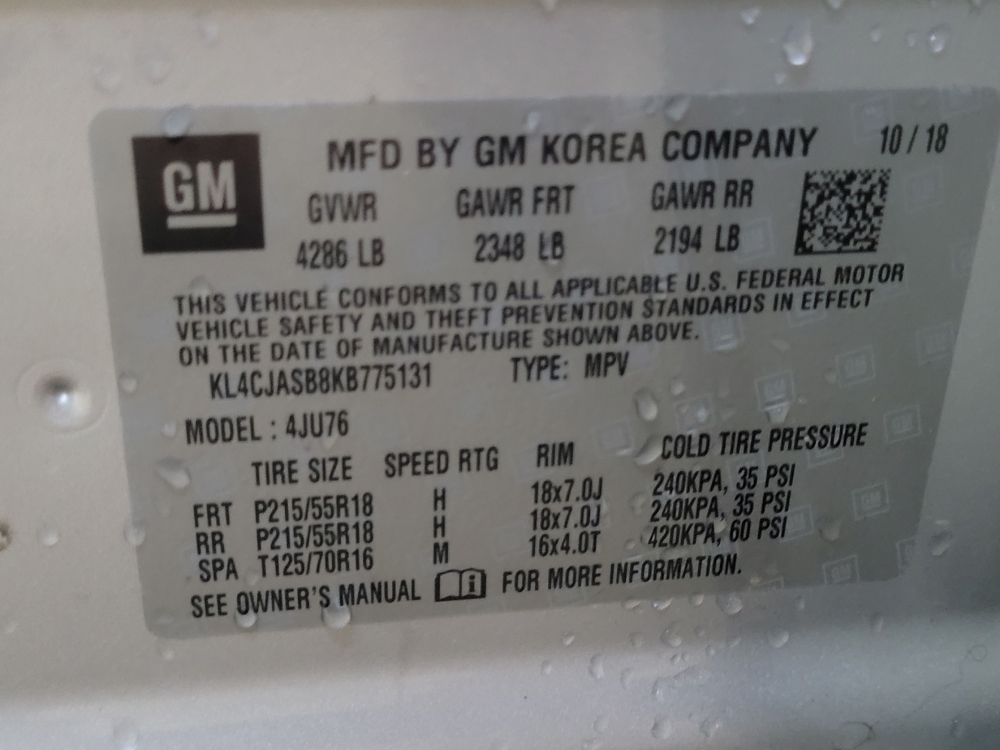 GM
MFD BY GM KOREA COMPANY 10 / 18
GVWR GAWR FRT GAWR RR
4286 LB 2348 LB 2194 LB
THIS VEHICLE CONFORMS TO ALL APPLICABLE U.S. FEDERAL MOTOR
VEHICLE SAFETY AND THEFT PREVENTION STANDARDS IN EFFECT
ON THE DATE OF MANUFACTURE SHOWN ABOVE.
KL4CJASB8KB775131 TYPE: MPV
MODEL : 4JU76
TIRE SIZE SPEED RTG RIM COLD TIRE PRESSURE
FRT P215/55R18 H 18x7.0J 240KPA, 35 PSI
RR P215/55R18 H 18x7.0J 240KPA, 35 PSI
SPA T125/70R16 M 16x4.0T 420KPA, 60 PSI
SEE OWNER'S MANUAL i FOR MORE INFORMATION.